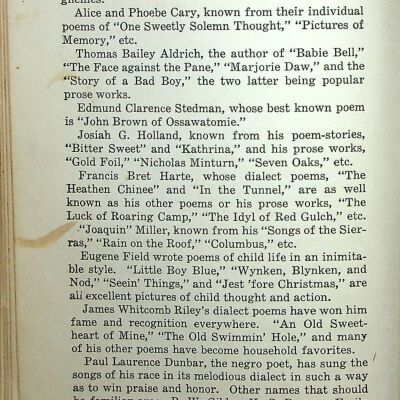 Alice and Phoebe Cary, known from their individual
poems of “One Sweetly Solemn Thought,” “Pictures of
Memory,” etc.
Thomas Bailey Aldrich, the author of “Babie Bell,”
“The Face against the Pane,” “Marjorie Daw,” and the
“Story of a Bad Boy,” the two latter being popular
prose works.
Edmund Clarence Stedman, whose best known poem
is “John Brown of Ossawatomie.”
Josiah G. Holland, known from his poem-stories,
“Bitter Sweet” and “Kathrina,” and his prose works,
“Gold Foil,” “Nicholas Minturn,” “Seven Oaks,” etc.
Francis Bret Harte, whose dialect poems, “The
Heathen Chinee” and “In the Tunnel,” are as well
known as his other poems or his prose works, “The
Luck of Roaring Camp,” “The Idyl of Red Gulch,” etc.
“Joaquin” Miller, known from his “Songs of the Sier-
ras,” “Rain on the Roof,” “Columbus,” etc.
Eugene Field wrote poems of child life in an inimita-
ble style. “Little Boy Blue,” “Wynken, Blynken, and
Nod,” “Seein’ Things,” and “Jest ’fore Christmas,” are
all excellent pictures of child thought and action.
James Whitcomb Riley’s dialect poems have won him
fame and recognition everywhere. “An Old Sweet-
heart of Mine,” “The Old Swimmin’ Hole,” and many
of his other poems have become household favorites.
Paul Laurence Dunbar, the negro poet, has sung the
songs of his race in its melodious dialect in such a way
as to win praise and honor. Other names that should